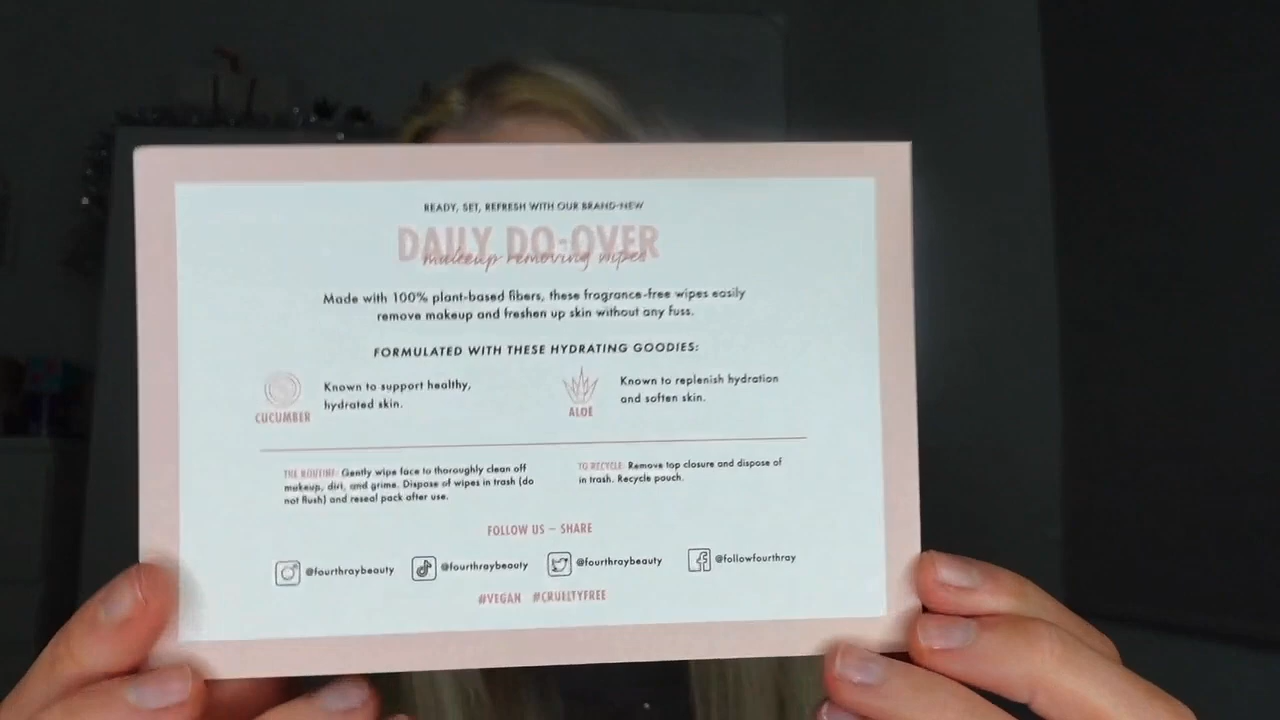 READY, SET, REFRESH WITH OUR BRAND-NEW
DAILY DO-OVER
makeup removing wipes
Made with 100% plant-based fibers, these fragrance-free wipes easily
remove makeup and freshen up skin without any fuss.
FORMULATED WITH THESE HYDRATING GOODIES:
Known to support healthy,
hydrated skin.
CUCUMBER
Known to replenish hydration
and soften skin.
ALOE
THE ROUTINE: Gently wipe face to thoroughly clean off
makeup, dirt, and grime. Dispose of wipes in trash (do
not flush) and reseal pack after use.
TO RECYCLE: Remove top closure and dispose of
in trash. Recycle pouch.
FOLLOW US – SHARE
@fourthraybeauty @fourthraybeauty @fourthraybeauty @followfourthray
#VEGAN #CRUELTYFREE